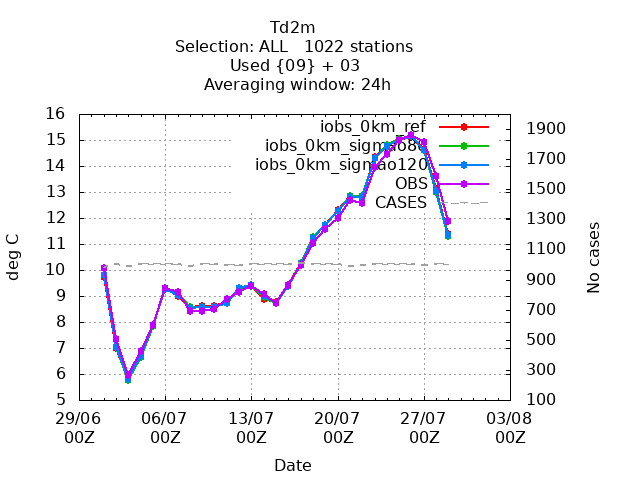 Td2m
Selection: ALL   1022 stations
Used {09} + 03
Averaging window: 24h
iobs_0km_ref
iobs_0km_sigmao80
iobs_0km_sigmao120
OBS
CASES
deg C
16
15
14
13
12
11
10
9
8
7
6
5
1900
1700
1500
1300
1100
900
700
500
300
100
No cases
29/06 06/07 13/07 20/07 27/07 03/08
00Z 00Z 00Z 00Z 00Z 00Z
Date